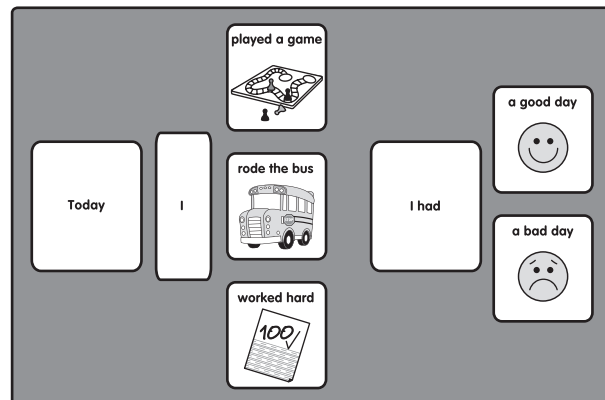 played a game
a good day
rode the bus
Today
I
I had
a bad day
worked hard
100